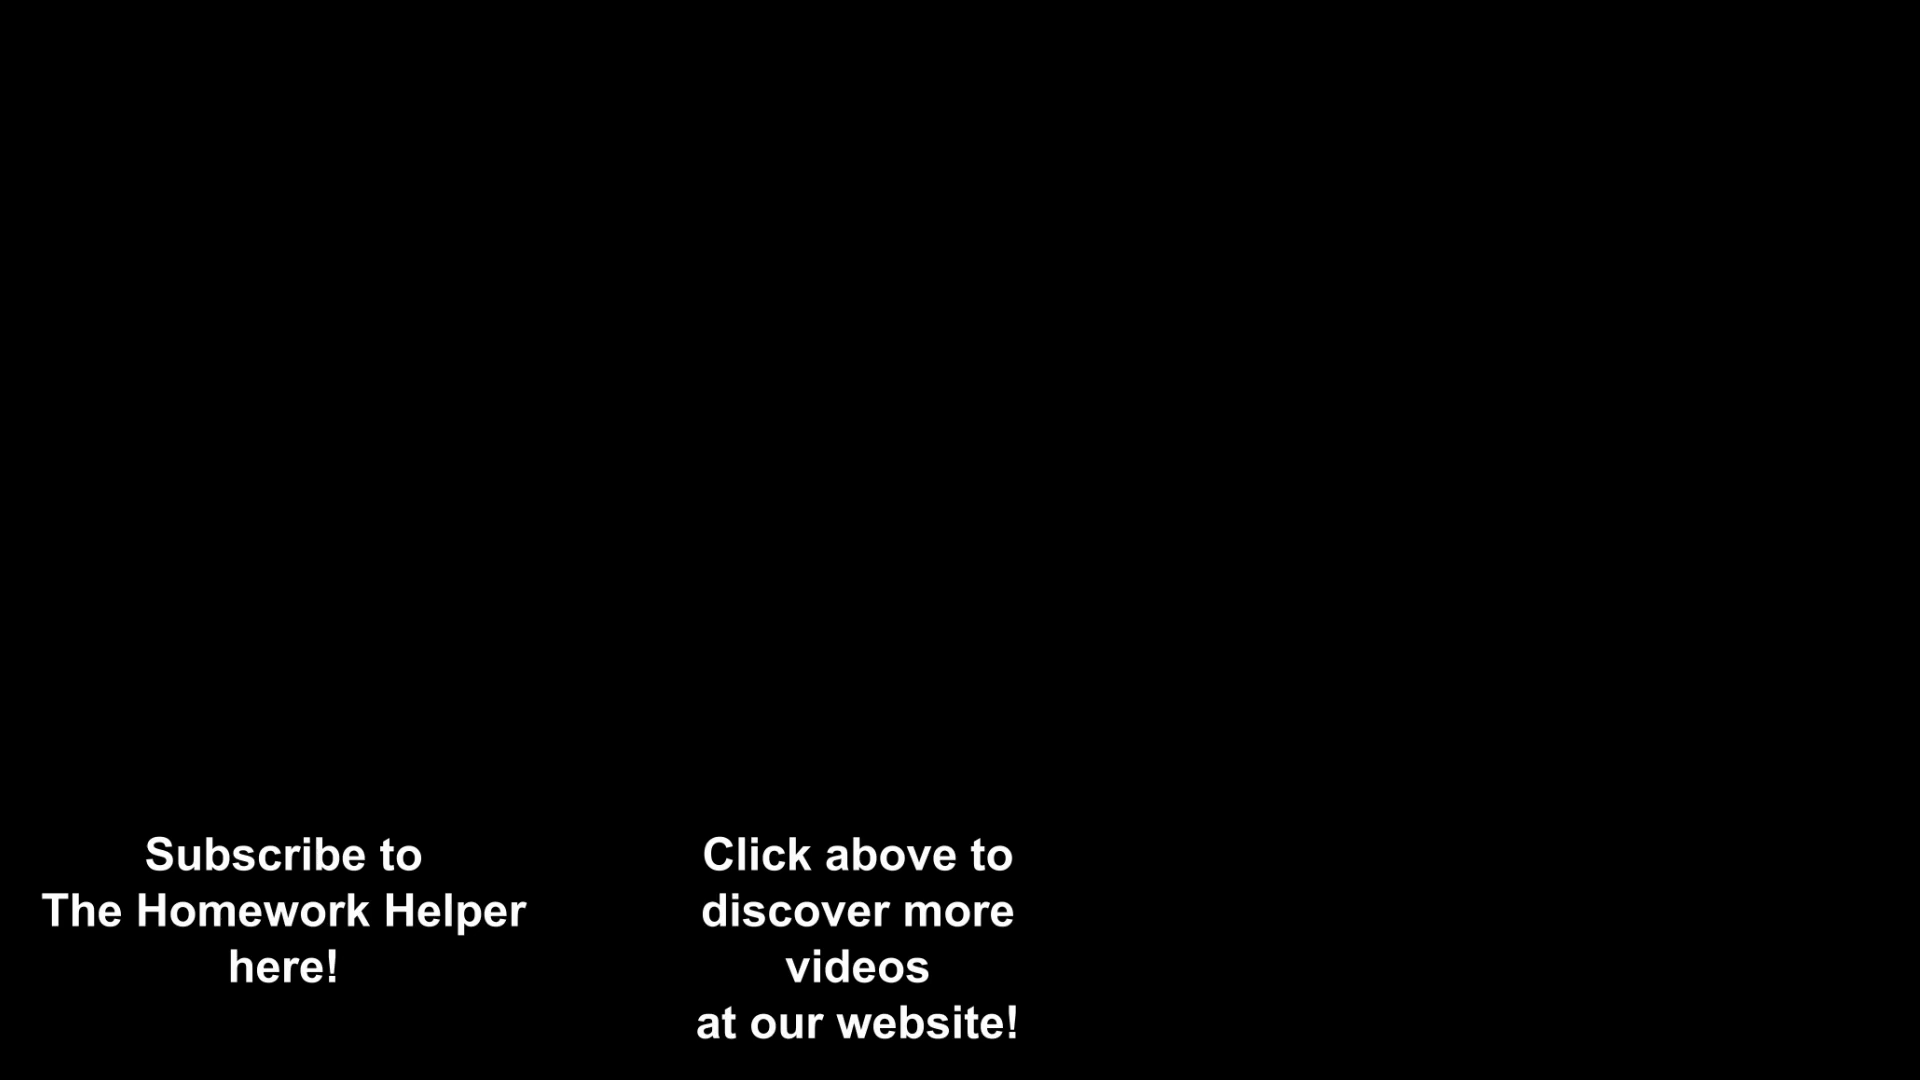 Subscribe to
The Homework Helper
here!
Click above to
discover more
videos
at our website!